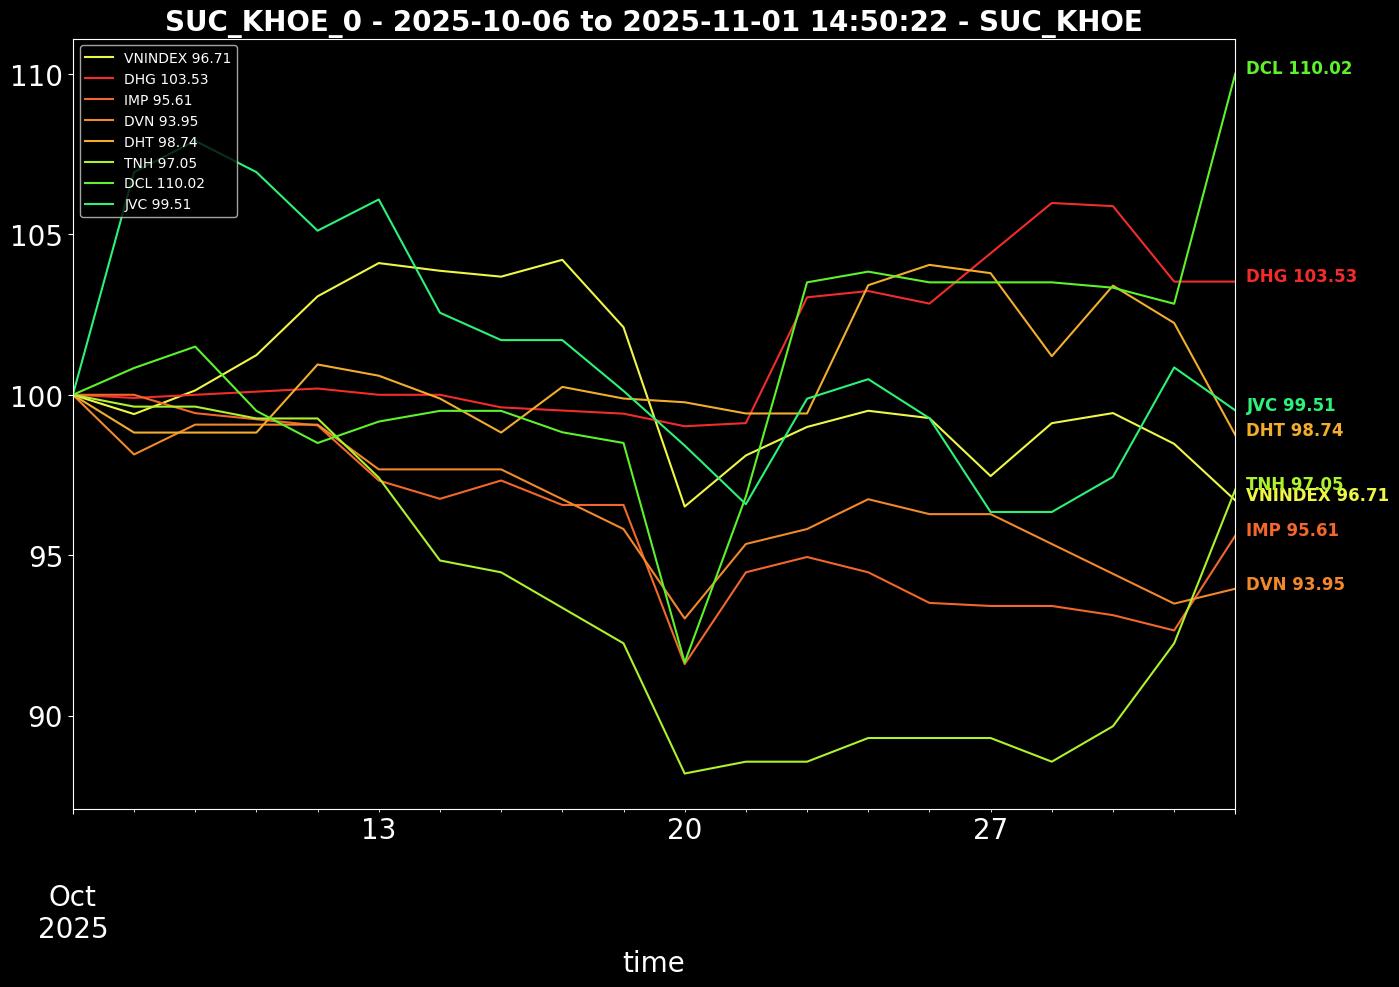 SUC_KHOE_0 - 2025-10-06 to 2025-11-01 14:50:22 - SUC_KHOE
VNINDEX 96.71
DHG 103.53
IMP 95.61
DVN 93.95
DHT 98.74
TNH 97.05
DCL 110.02
JVC 99.51
110
105
100
95
90
DCL 110.02
DHG 103.53
JVC 99.51
DHT 98.74
TNH 97.05
VNINDEX 96.71
IMP 95.61
DVN 93.95
13
20
27
Oct
2025
time